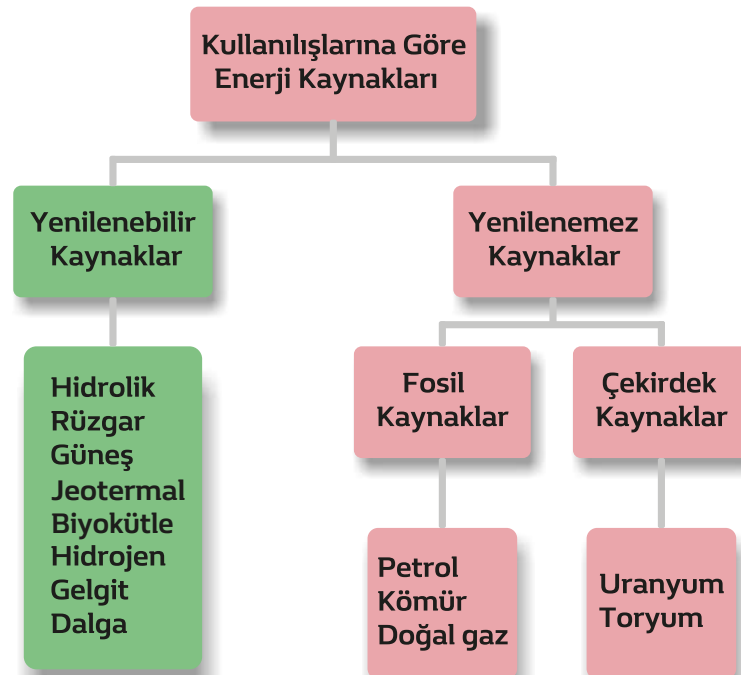 Kullanılışlarına Göre
Enerji Kaynakları
Yenilenebilir
Kaynaklar
Yenilenemez
Kaynaklar
Hidrolik
Rüzgar
Güneş
Jeotermal
Biyokütle
Hidrojen
Gelgit
Dalga
Fosil
Kaynaklar
Çekirdek
Kaynaklar
Petrol
Kömür
Doğal gaz
Uranyum
Toryum